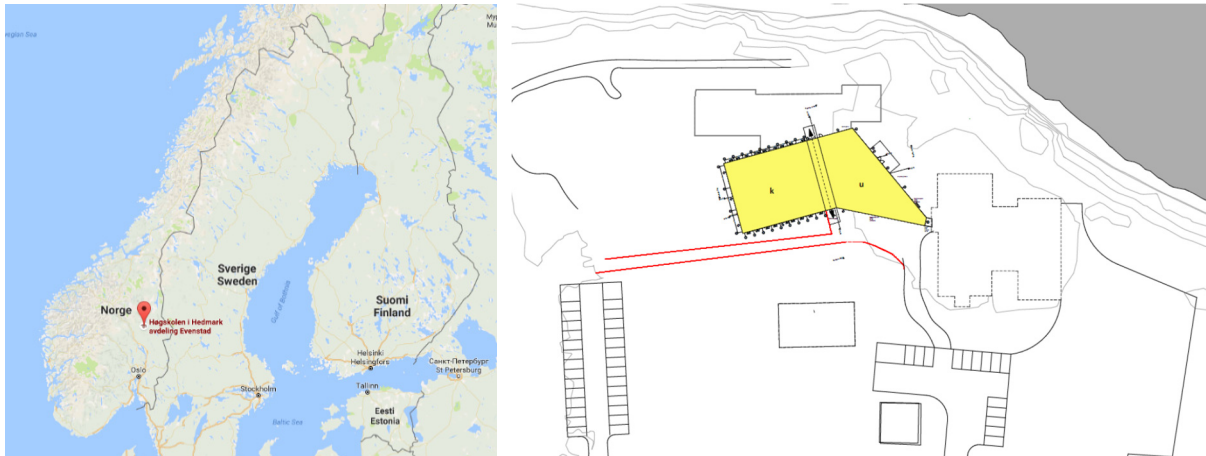 egian Sea
Norge
Høgskolen i Hedmark
avdeling Evenstad
Oslo
Sverige
Sweden
Stockholm
Gulf of Bothnia
Baltic Sea
Suomi
Finland
Helsinki
Helsingfors
Tallinn
Eesti
Estonia
Санкт-Петербург
St Petersburg
k
u